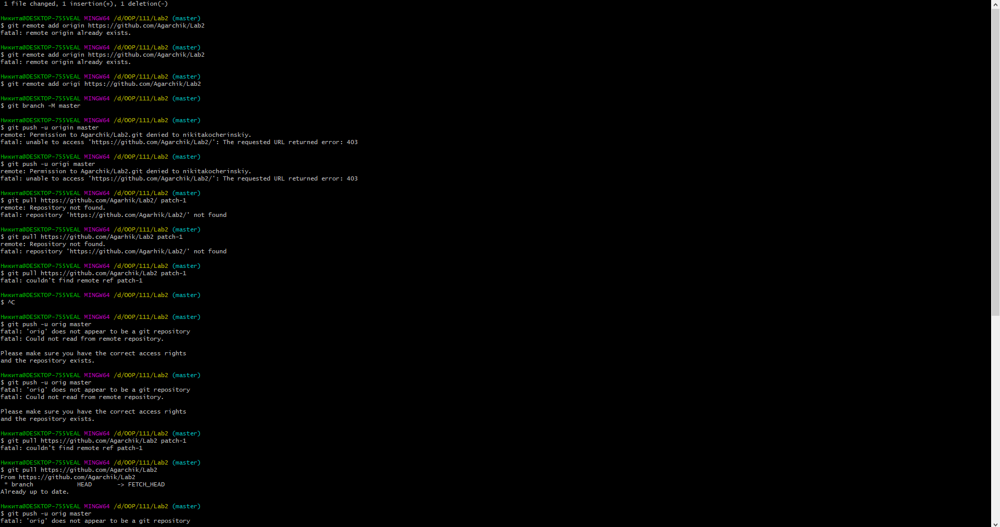 1 file changed, 1 insertion(+), 1 deletion(-)
Никита@DESKTOP-755VEAL MINGW64 /d/OOP/111/Lab2 (master)
$ git remote add origin https://github.com/Agarchik/Lab2
fatal: remote origin already exists.
Никита@DESKTOP-755VEAL MINGW64 /d/OOP/111/Lab2 (master)
$ git remote add origin https://github.com/Agarchik/Lab2
fatal: remote origin already exists.
Никита@DESKTOP-755VEAL MINGW64 /d/OOP/111/Lab2 (master)
$ git remote add origi https://github.com/Agarchik/Lab2
Никита@DESKTOP-755VEAL MINGW64 /d/OOP/111/Lab2 (master)
$ git branch -M master
Никита@DESKTOP-755VEAL MINGW64 /d/OOP/111/Lab2 (master)
$ git push -u origin master
remote: Permission to Agarchik/Lab2.git denied to nikitakocherinskiy.
fatal: unable to access 'https://github.com/Agarchik/Lab2/': The requested URL returned error: 403
Никита@DESKTOP-755VEAL MINGW64 /d/OOP/111/Lab2 (master)
$ git push -u origi master
remote: Permission to Agarchik/Lab2.git denied to nikitakocherinskiy.
fatal: unable to access 'https://github.com/Agarchik/Lab2/': The requested URL returned error: 403
Никита@DESKTOP-755VEAL MINGW64 /d/OOP/111/Lab2 (master)
$ git pull https://github.com/Agarhik/Lab2/ patch-1
remote: Repository not found.
fatal: repository 'https://github.com/Agarhik/Lab2/' not found
Никита@DESKTOP-755VEAL MINGW64 /d/OOP/111/Lab2 (master)
$ git pull https://github.com/Agarhik/Lab2 patch-1
remote: Repository not found.
fatal: repository 'https://github.com/Agarhik/Lab2/' not found
Никита@DESKTOP-755VEAL MINGW64 /d/OOP/111/Lab2 (master)
$ git pull https://github.com/Agarchik/Lab2 patch-1
fatal: couldn't find remote ref patch-1
Никита@DESKTOP-755VEAL MINGW64 /d/OOP/111/Lab2 (master)
$ ^C
Никита@DESKTOP-755VEAL MINGW64 /d/OOP/111/Lab2 (master)
$ git push -u orig master
fatal: 'orig' does not appear to be a git repository
fatal: Could not read from remote repository.
Please make sure you have the correct access rights
and the repository exists.
Никита@DESKTOP-755VEAL MINGW64 /d/OOP/111/Lab2 (master)
$ git push -u orig master
fatal: 'orig' does not appear to be a git repository
fatal: Could not read from remote repository.
Please make sure you have the correct access rights
and the repository exists.
Никита@DESKTOP-755VEAL MINGW64 /d/OOP/111/Lab2 (master)
$ git pull https://github.com/Agarchik/Lab2 patch-1
fatal: couldn't find remote ref patch-1
Никита@DESKTOP-755VEAL MINGW64 /d/OOP/111/Lab2 (master)
$ git pull https://github.com/Agarchik/Lab2
From https://github.com/Agarchik/Lab2
* branch HEAD -> FETCH_HEAD
Already up to date.
Никита@DESKTOP-755VEAL MINGW64 /d/OOP/111/Lab2 (master)
$ git push -u orig master
fatal: 'orig' does not appear to be a git repository